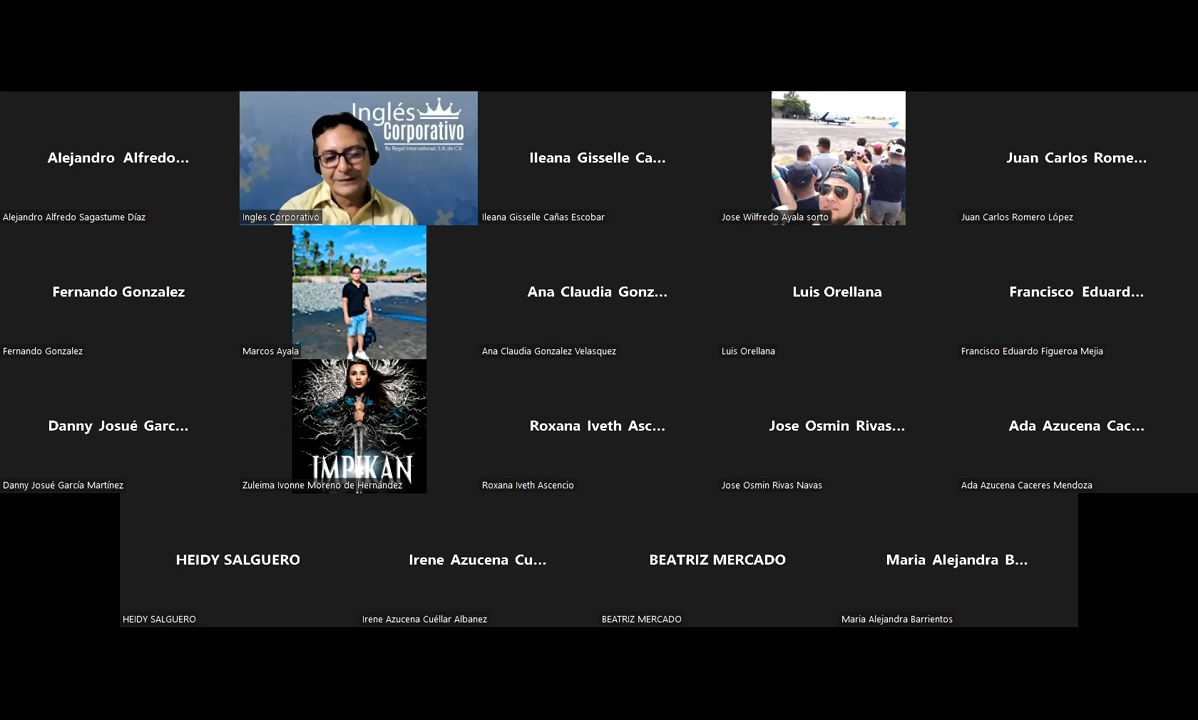 Alejandro Alfredo...
Alejandro Alfredo Sagastume Díaz
Inglés
Corporativo
By Regal International, S.A. de C.V.
Ingles Corporativo
Ileana Gisselle Ca...
Ileana Gisselle Cañas Escobar
Jose Wilfredo Ayala sorto
Juan Carlos Rome...
Juan Carlos Romero López
Fernando Gonzalez
Fernando Gonzalez
Marcos Ayala
Ana Claudia Gonz...
Ana Claudia Gonzalez Velasquez
Luis Orellana
Luis Orellana
Francisco Eduard...
Francisco Eduardo Figueroa Mejia
Danny Josué Garc...
Danny Josué García Martínez
IMPIKAN
Zuleima Ivonne Moreno de Hernández
Roxana Iveth Asc...
Roxana Iveth Ascencio
Jose Osmin Rivas...
Jose Osmin Rivas Navas
Ada Azucena Cac...
Ada Azucena Caceres Mendoza
HEIDY SALGUERO
HEIDY SALGUERO
Irene Azucena Cu...
Irene Azucena Cuéllar Albanez
BEATRIZ MERCADO
BEATRIZ MERCADO
Maria Alejandra B...
Maria Alejandra Barrientos